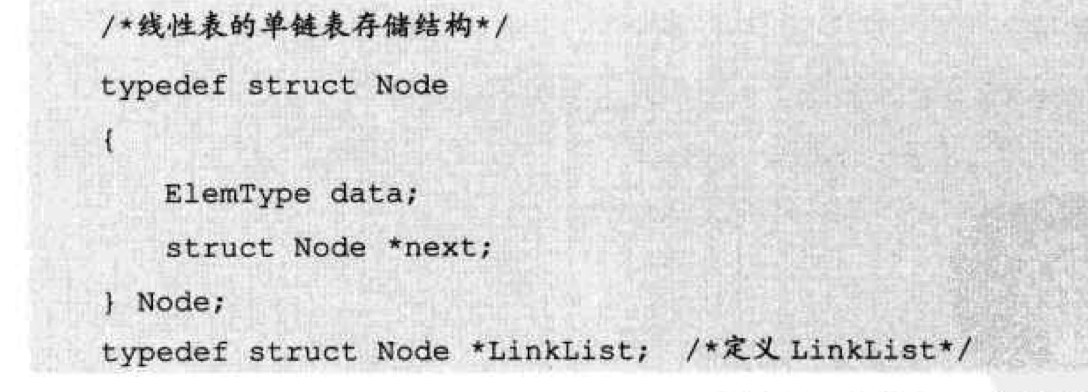 /*线性表的单链表存储结构*/
typedef struct Node
{
ElemType data;
struct Node *next;
} Node;
typedef struct Node *LinkList; /*定义 LinkList*/